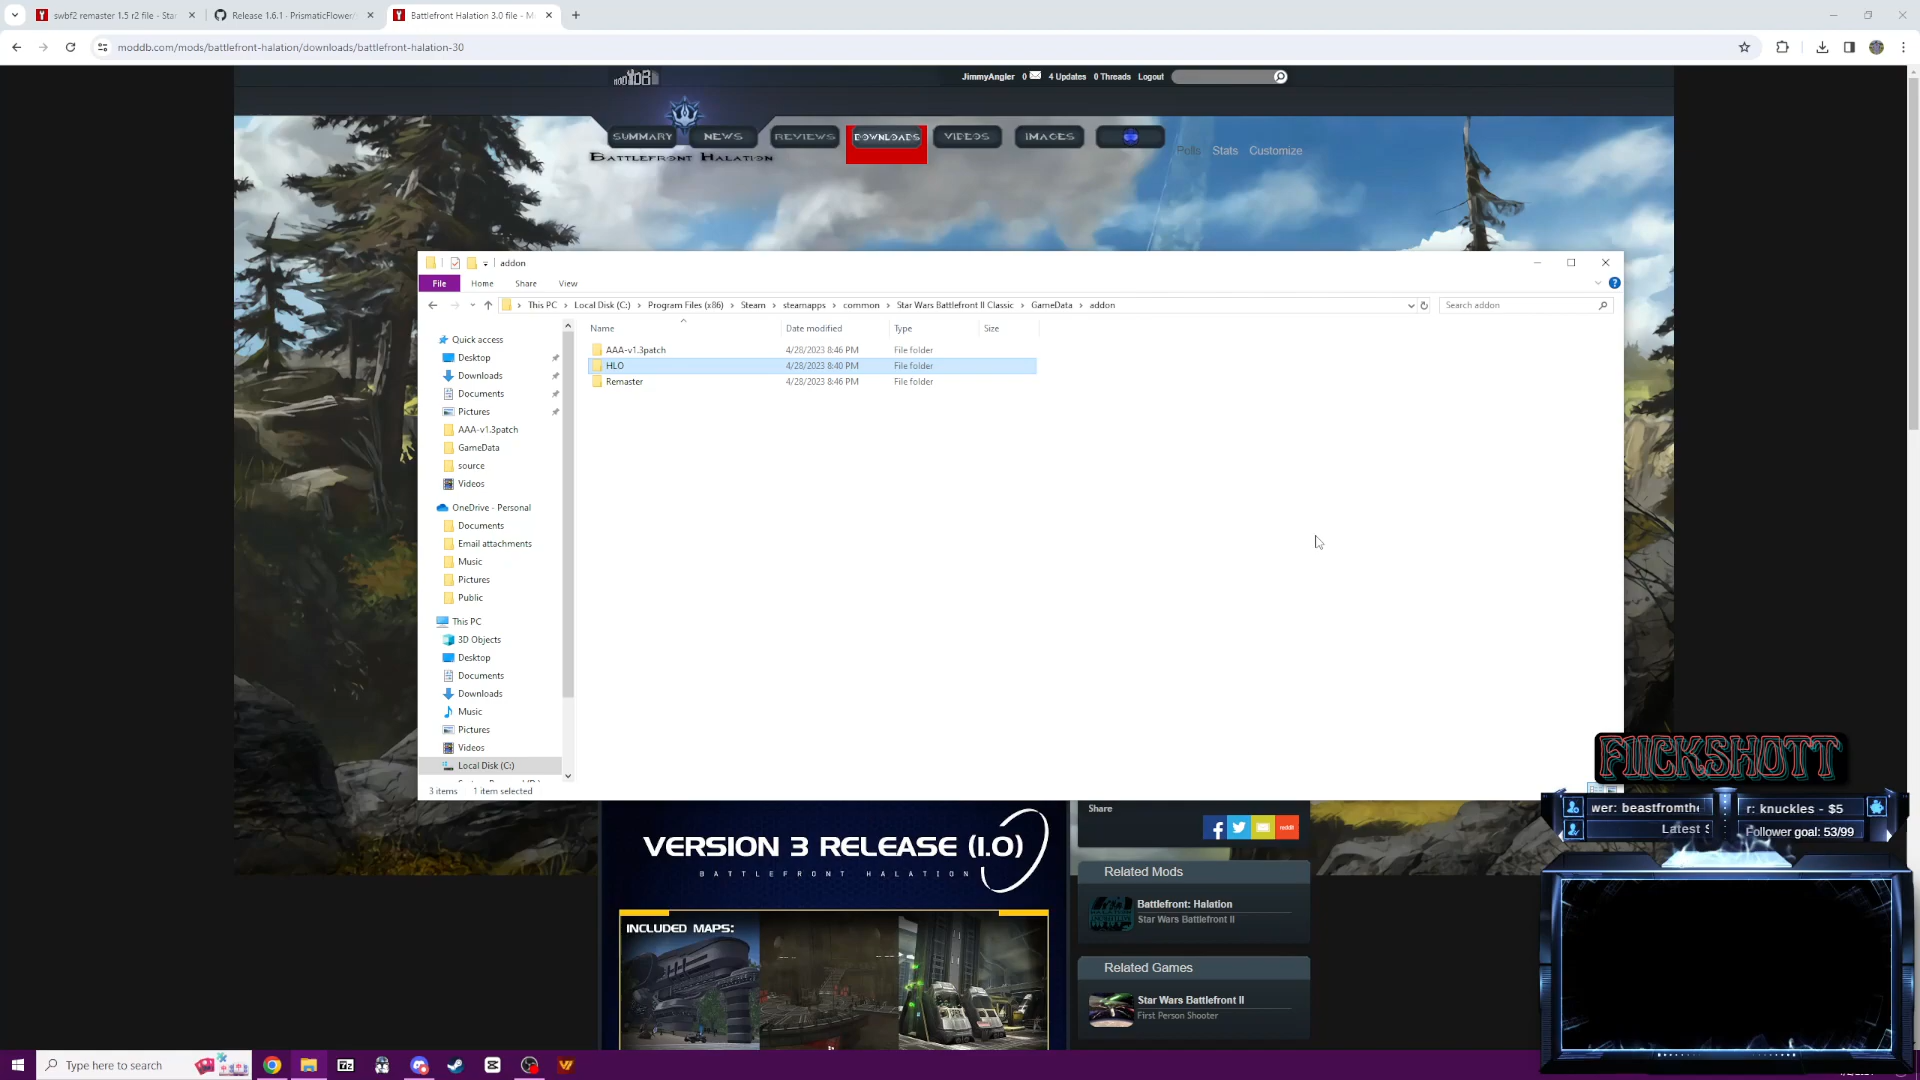 swbf2 remaster 1.5 r2 file - Star
Release 1.6.1 · PrismaticFlower/
Battlefront Halation 3.0 file - M
moddb.com/mods/battlefront-halation/downloads/battlefront-halation-30
JimmyAngler 0 4 Updates 0 Threads Logout
SUMMARY NEWS REVIEWS DOWNLOADS VIDEOS IMAGES
Polls Stats Customize
BATTLEFRONT HALATION
addon
File Home Share View
This PC Local Disk (C:) Program Files (x86) Steam steamapps common Star Wars Battlefront II Classic GameData addon
Search addon
Name Date modified Type Size
AAA-v1.3patch 4/28/2023 8:46 PM File folder
HLO 4/28/2023 8:40 PM File folder
Remaster 4/28/2023 8:46 PM File folder
Quick access
Desktop
Downloads
Documents
Pictures
AAA-v1.3patch
GameData
source
Videos
OneDrive - Personal
Documents
Email attachments
Music
Pictures
Public
This PC
3D Objects
Desktop
Documents
Downloads
Music
Pictures
Videos
Local Disk (C:)
3 items 1 item selected
Share
reddit
VERSION 3 RELEASE (1.0)
BATTLEFRONT HALATION
INCLUDED MAPS:
Related Mods
Battlefront: Halation
Star Wars Battlefront II
Related Games
Star Wars Battlefront II
First Person Shooter
FIICKSHOTT
wer: beastfromthe
r: knuckles - $5
Latest S
Follower goal: 53/99
Type here to search